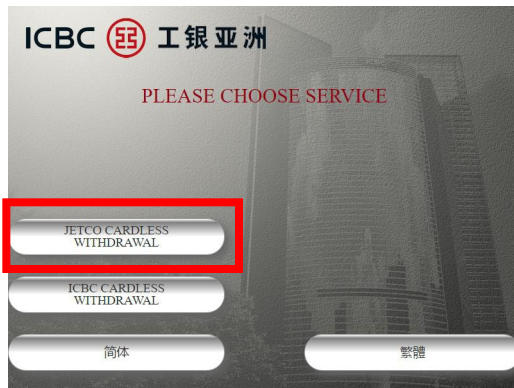 ICBC 工银亚洲
PLEASE CHOOSE SERVICE
JETCO CARDLESS
WITHDRAWAL
ICBC CARDLESS
WITHDRAWAL
简体
繁體